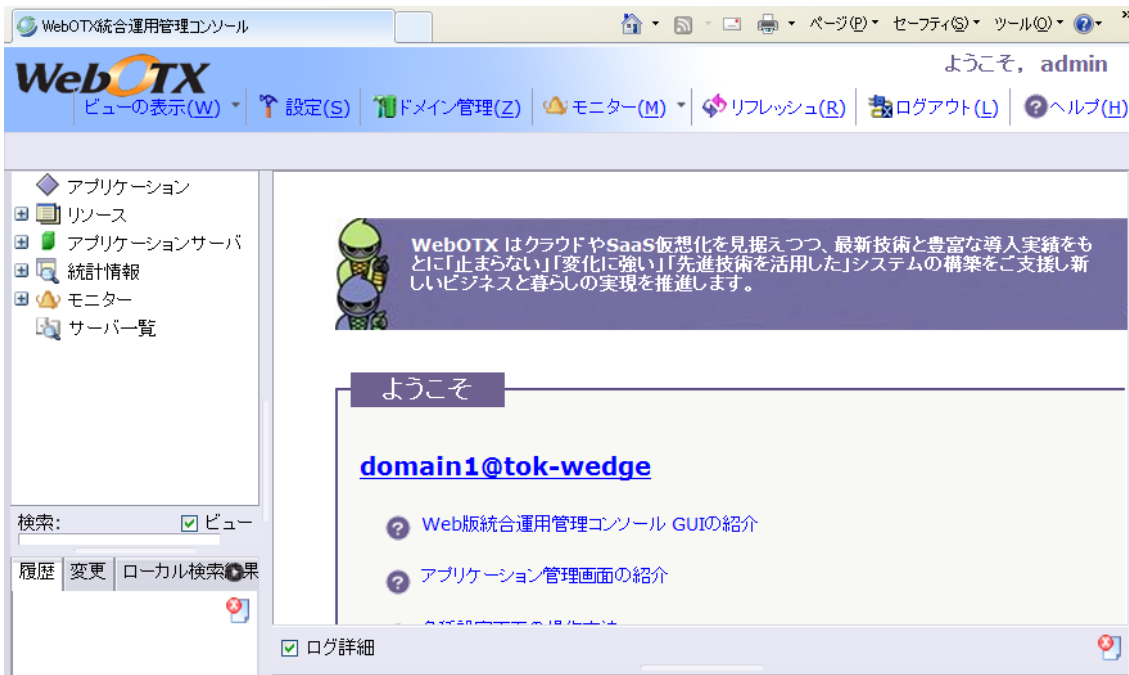 WebOTX統合運用管理コンソール
ページ(P) セーフティ(S) ツール(O)
WebOTX
ようこそ, admin
ビューの表示(W) 設定(S) ドメイン管理(Z) モニター(M) リフレッシュ(R) ログアウト(L) ヘルプ(H)
アプリケーション
リソース
アプリケーションサーバ
統計情報
モニター
サーバ一覧
WebOTX はクラウドやSaaS仮想化を見据えつつ、最新技術と豊富な導入実績をも
とに「止まらない」「変化に強い」「先進技術を活用した」システムの構築をご支援し新
しいビジネスと暮らしの実現を推進します。
ようこそ
domain1@tok-wedge
Web版統合運用管理コンソール GUIの紹介
アプリケーション管理画面の紹介
検索: ビュー
履歴 変更 ローカル検索結果
ログ詳細